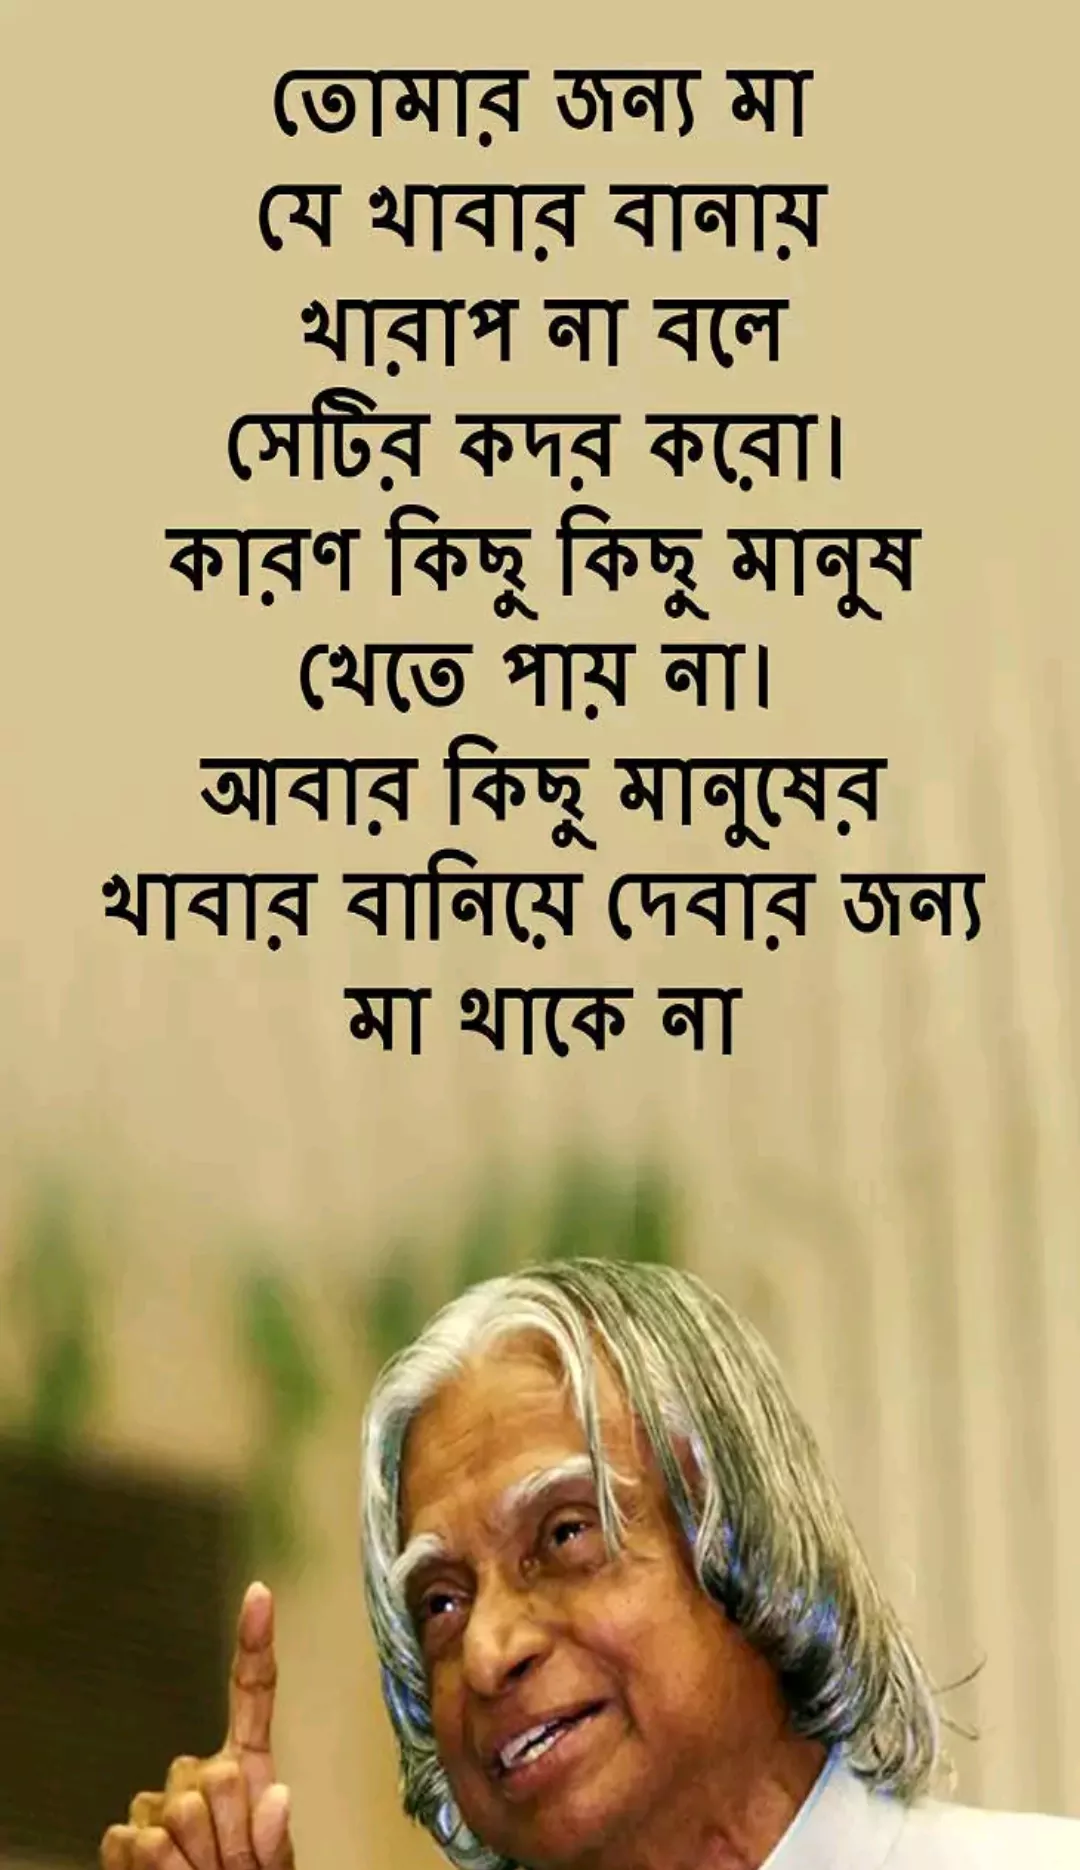 তোমার জন্য মা
যে খাবার বানায়
খারাপ না বলে
সেটির কদর করো।
কারণ কিছু কিছু মানুষ
খেতে পায় না।
আবার কিছু মানুষের
খাবার বানিয়ে দেবার জন্য
মা থাকে না